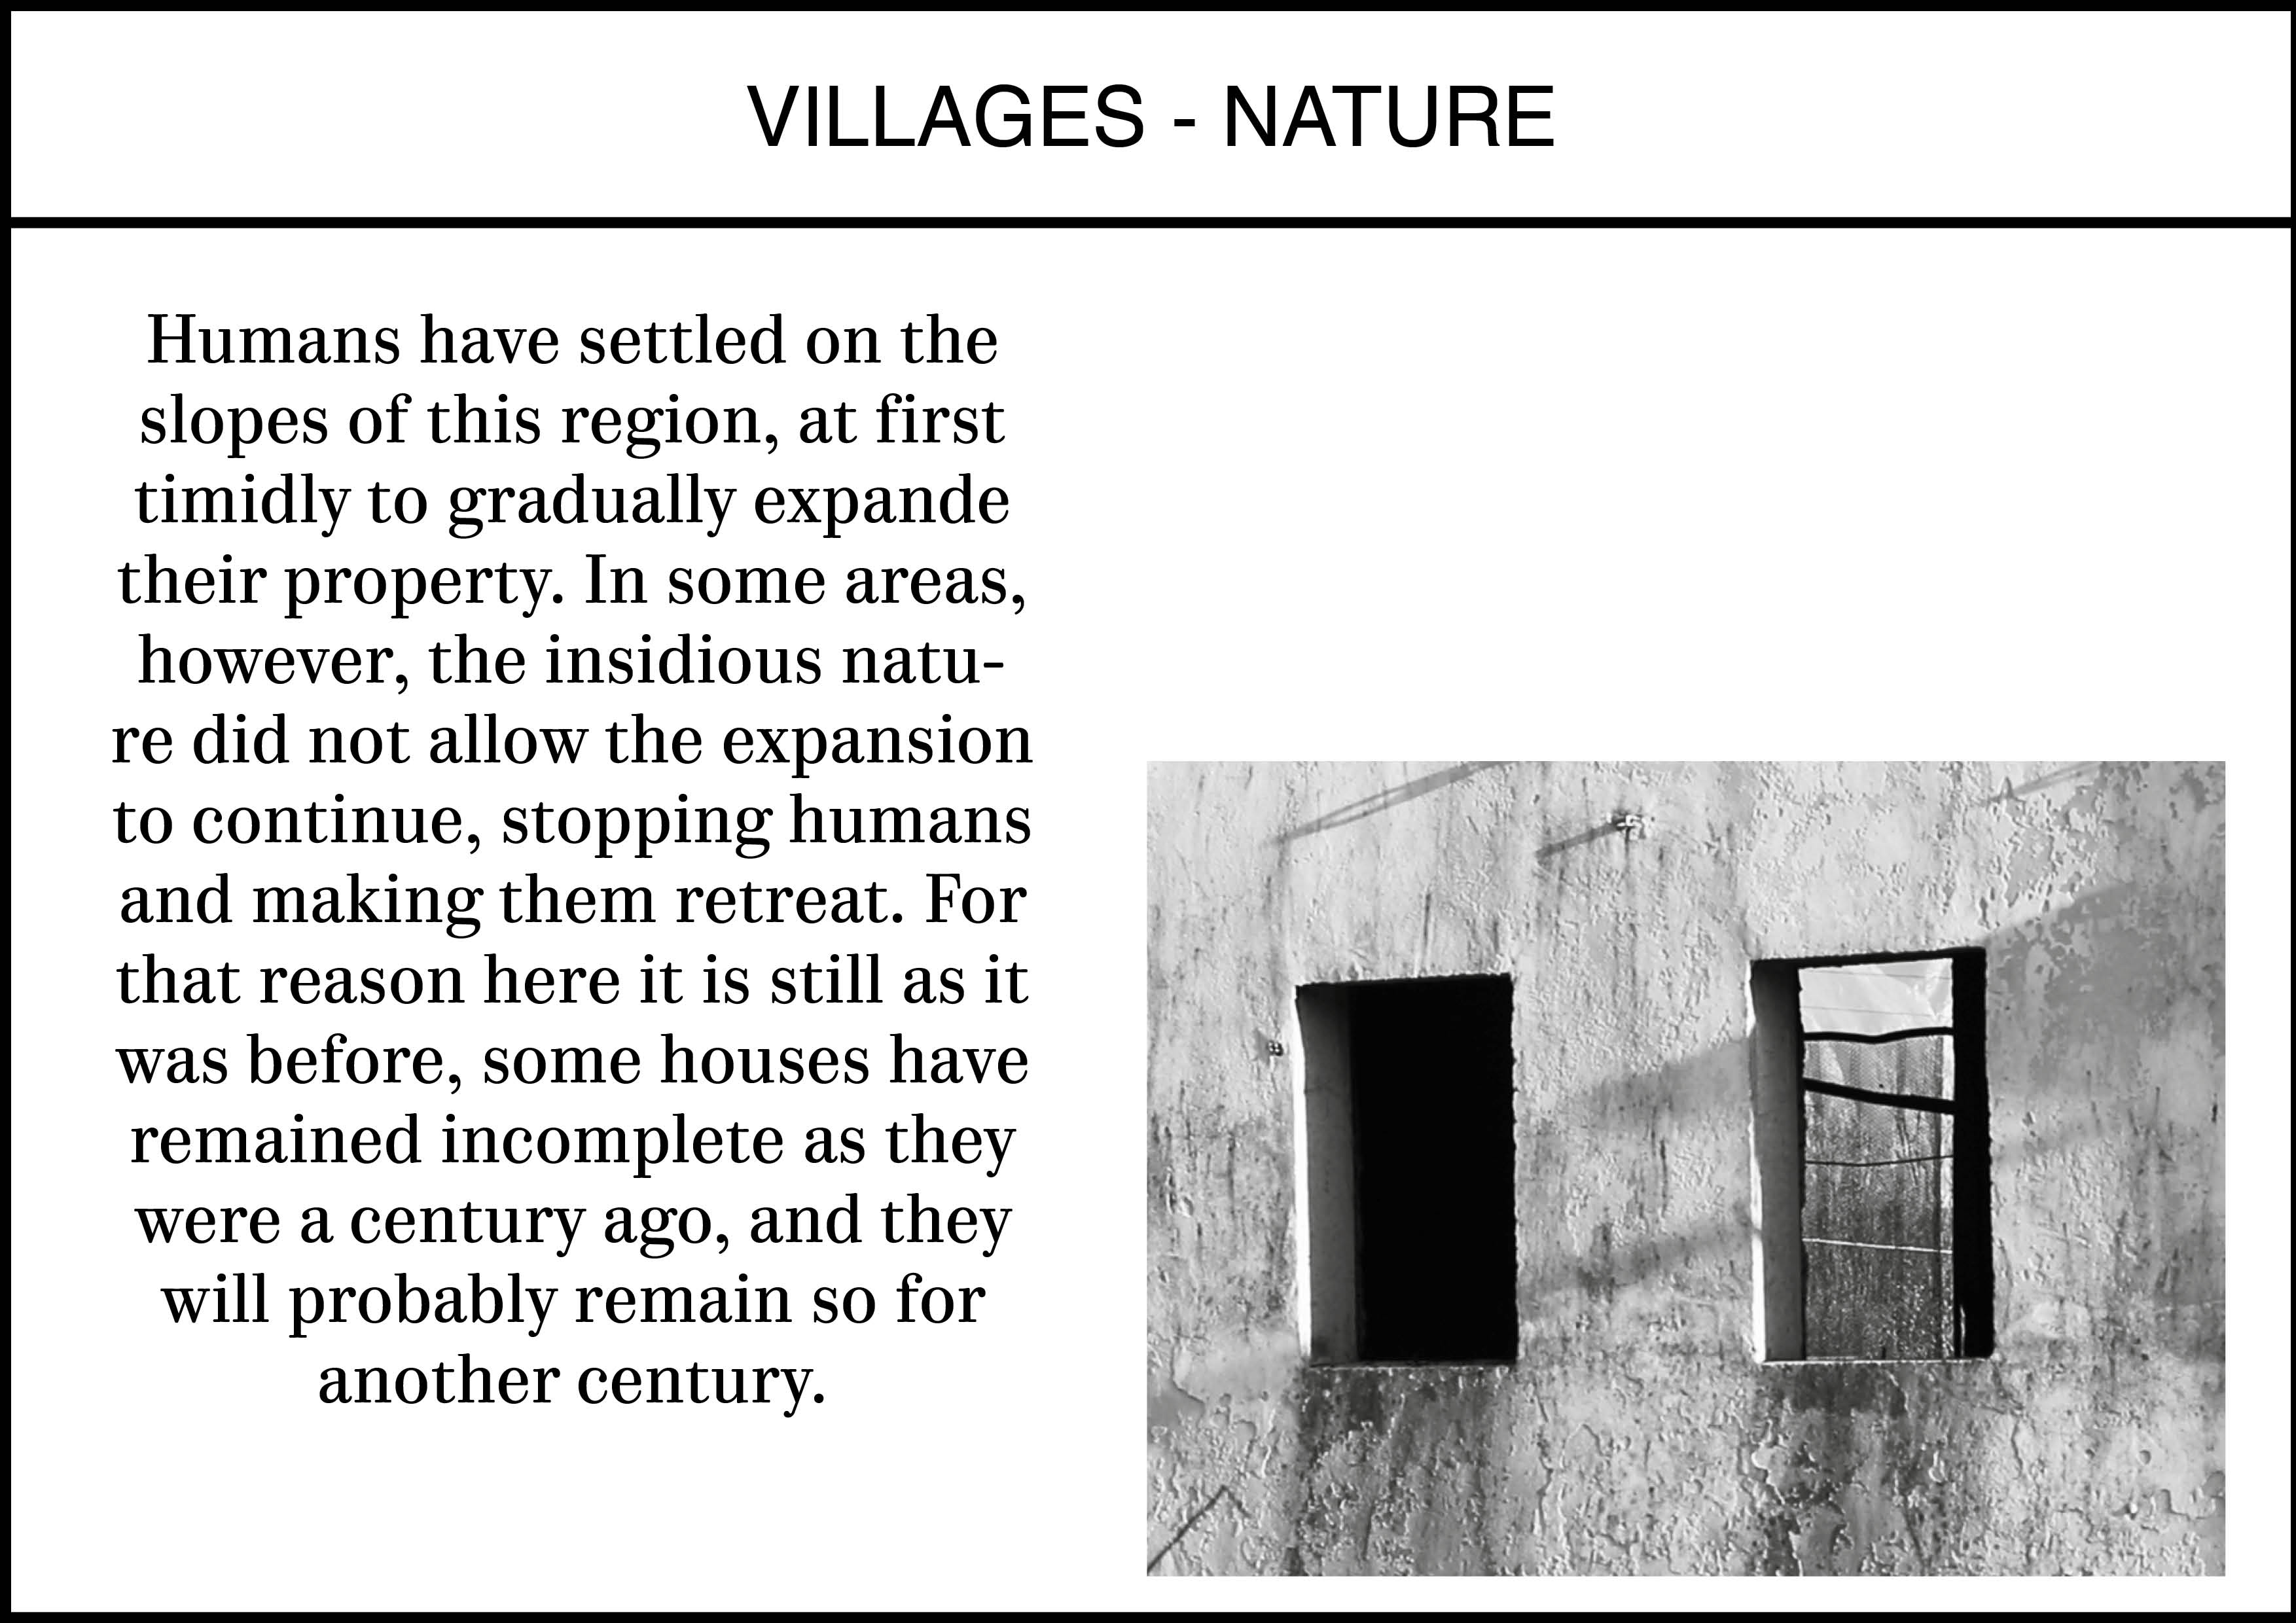 VILLAGES - NATURE
Humans have settled on the
slopes of this region, at first
timidly to gradually expande
their property. In some areas,
however, the insidious natu-
re did not allow the expansion
to continue, stopping humans
and making them retreat. For
that reason here it is still as it
was before, some houses have
remained incomplete as they
were a century ago, and they
will probably remain so for
another century.